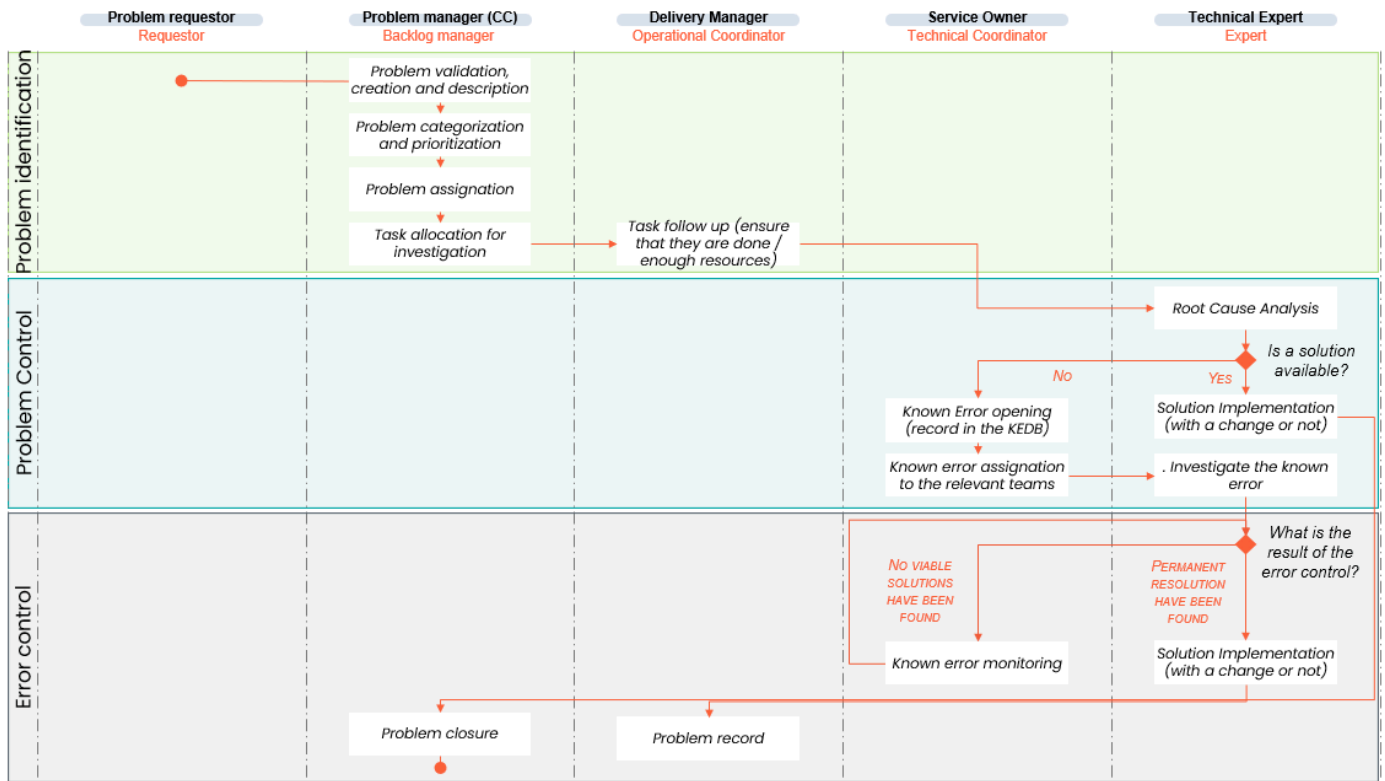 Problem requestor
Requestor
Problem manager (CC)
Backlog manager
Delivery Manager
Operational Coordinator
Service Owner
Technical Coordinator
Technical Expert
Expert
Problem identification
Problem validation,
creation and description
Problem categorization
and prioritization
Problem assignation
Task allocation for
investigation
Task follow up (ensure
that they are done /
enough resources)
Problem Control
Root Cause Analysis
Is a solution
available?
No
Yes
Known Error opening
(record in the KEDB)
Solution Implementation
(with a change or not)
Known error assignation
to the relevant teams
. Investigate the known
error
Error control
What is the
result of the
error control?
No viable
solutions
have been
found
Permanent
resolution
have been
found
Known error monitoring
Solution Implementation
(with a change or not)
Problem closure
Problem record